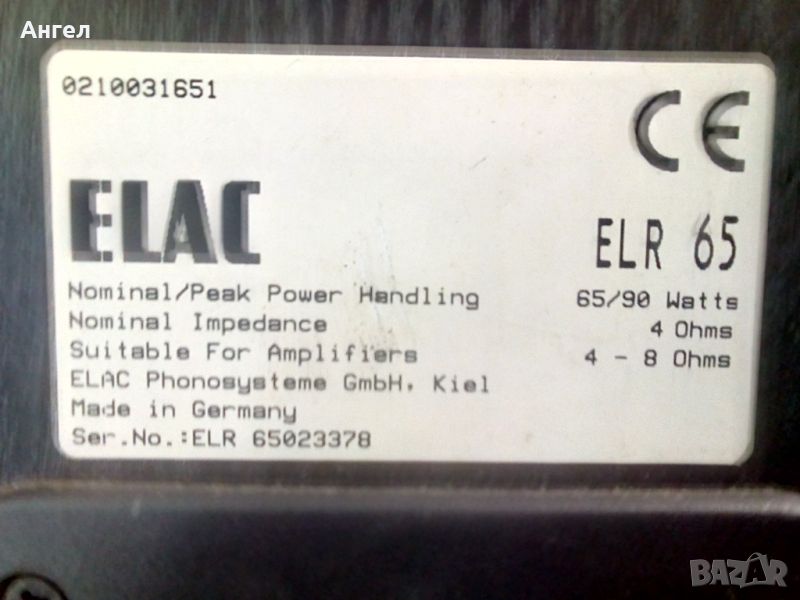 Ангел
0210031651
CE
ELAC
ELR 65
Nominal/Peak Power Handling 65/90 Watts
Nominal Impedance 4 Ohms
Suitable For Amplifiers 4 - 8 Ohms
ELAC Phonosysteme GmbH, Kiel
Made in Germany
Ser.No.:ELR 65023378
BAZAR